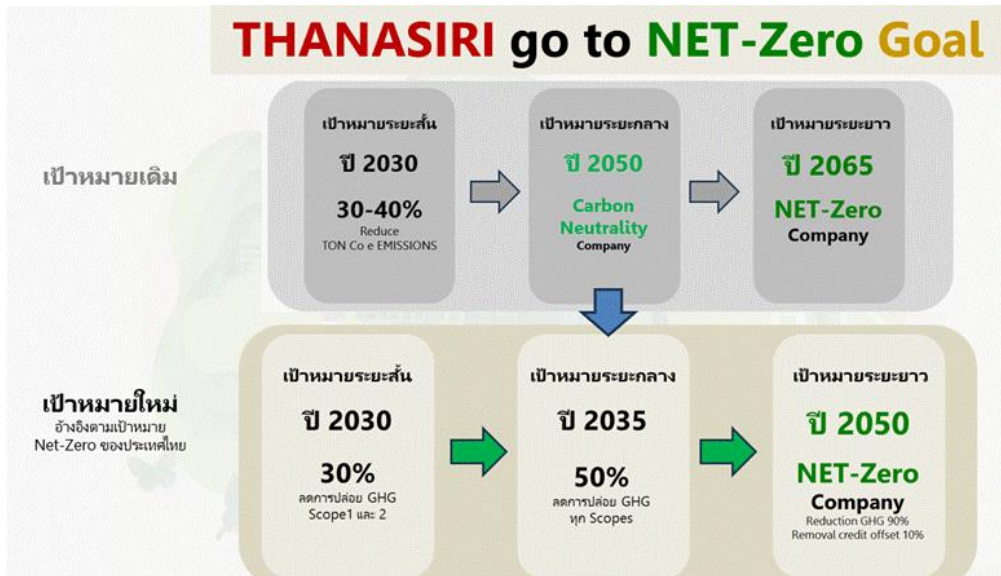 THANASIRI go to NET-Zero Goal
เป้าหมายเดิม
เป้าหมายระยะสั้น
ปี 2030
30-40%
Reduce
TON Co e EMISSIONS
เป้าหมายระยะกลาง
ปี 2050
Carbon
Neutrality
Company
เป้าหมายระยะยาว
ปี 2065
NET-Zero
Company
เป้าหมายใหม่
อ้างอิงตามเป้าหมาย
Net-Zero ของประเทศไทย
เป้าหมายระยะสั้น
ปี 2030
30%
ลดการปล่อย GHG
Scope1 และ 2
เป้าหมายระยะกลาง
ปี 2035
50%
ลดการปล่อย GHG
ทุก Scopes
เป้าหมายระยะยาว
ปี 2050
NET-Zero
Company
Reduction GHG 90%
Removal credit offset 10%